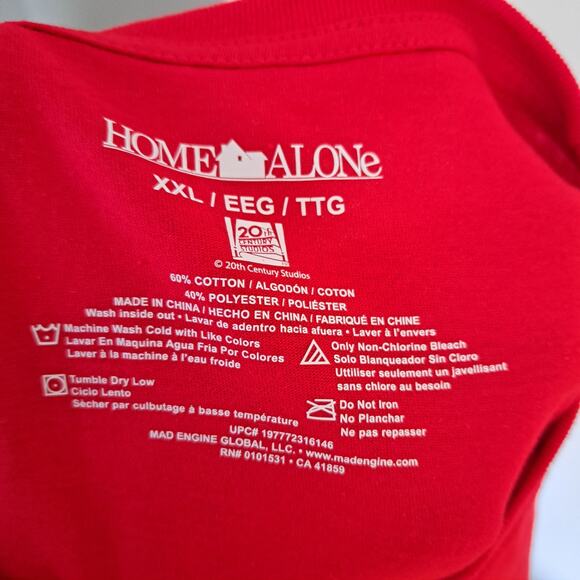 HOME ALONe
XXL / EEG / TTG
20th
CENTURY
STUDIOS
© 20th Century Studios
60% COTTON / ALGODÓN / COTON
40% POLYESTER / POLIÉSTER
MADE IN CHINA / HECHO EN CHINA / FABRIQUÉ EN CHINE
Wash inside out • Lavar de adentro hacia afuera • Laver à l'envers
Machine Wash Cold with Like Colors
Lavar En Maquina Agua Fria Por Colores
Laver à la machine à l'eau froide
Only Non-Chlorine Bleach
Solo Blanqueador Sin Cloro
Utiliser seulement un javellisant
sans chlore au besoin
Tumble Dry Low
Ciclo Lento
Sècher par culbutage à basse température
Do Not Iron
No Planchar
Ne pas repasser
UPC# 197772316146
MAD ENGINE GLOBAL, LLC. • www.madengine.com
RN# 0101531 • CA 41859